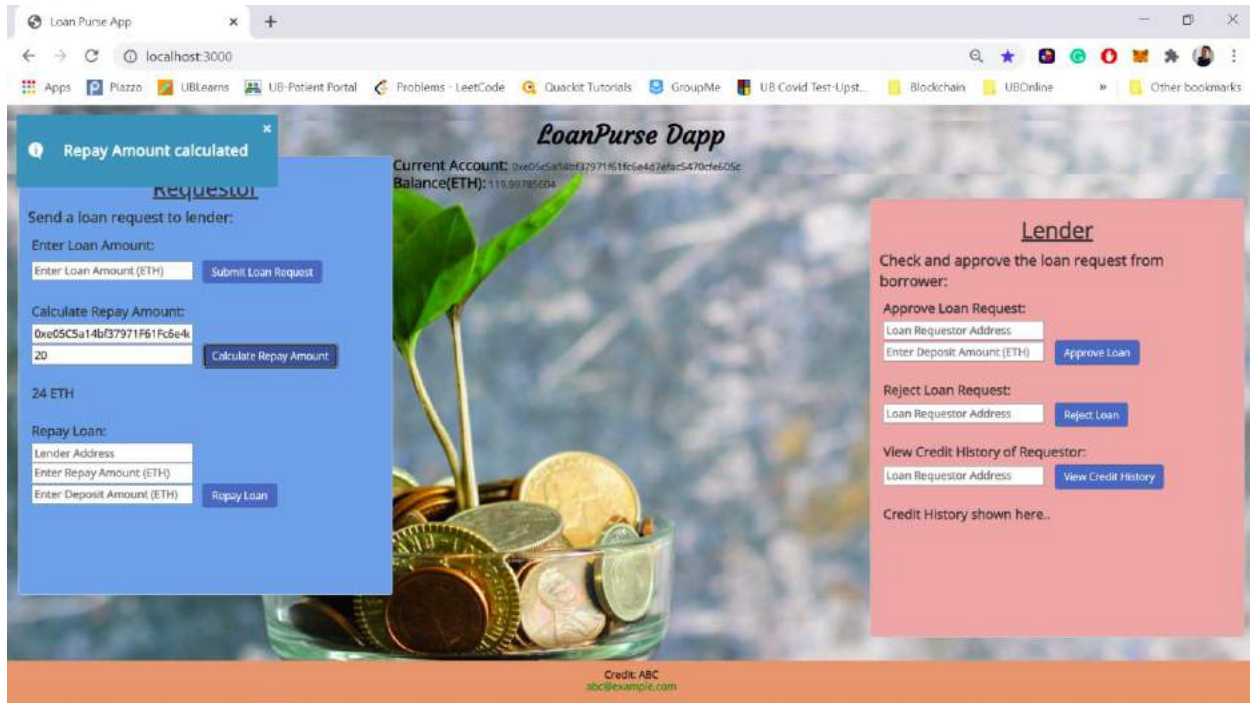 Loan Purse App
localhost:3000
Apps Piazza UBLearns UB-Patient Portal Problems - LeetCode Quackit Tutorials GroupMe UB Covid Test-Upst... Blockchain UBOnline » Other bookmarks
Repay Amount calculated
LoanPurse Dapp
Current Account:
Balance(ETH): 119.99785604
Requestor
Send a loan request to lender:
Enter Loan Amount:
Enter Loan Amount (ETH) Submit Loan Request
Calculate Repay Amount:
0xe05C5a14bf37971F61Fc6e4
20 Calculate Repay Amount
24 ETH
Repay Loan:
Lender Address
Enter Repay Amount (ETH)
Enter Deposit Amount (ETH) Repay Loan
Lender
Check and approve the loan request from
borrower:
Approve Loan Request:
Loan Requestor Address
Enter Deposit Amount (ETH) Approve Loan
Reject Loan Request:
Loan Requestor Address Reject Loan
View Credit History of Requestor:
Loan Requestor Address View Credit History
Credit History shown here..
Credit: ABC
abc@example.com